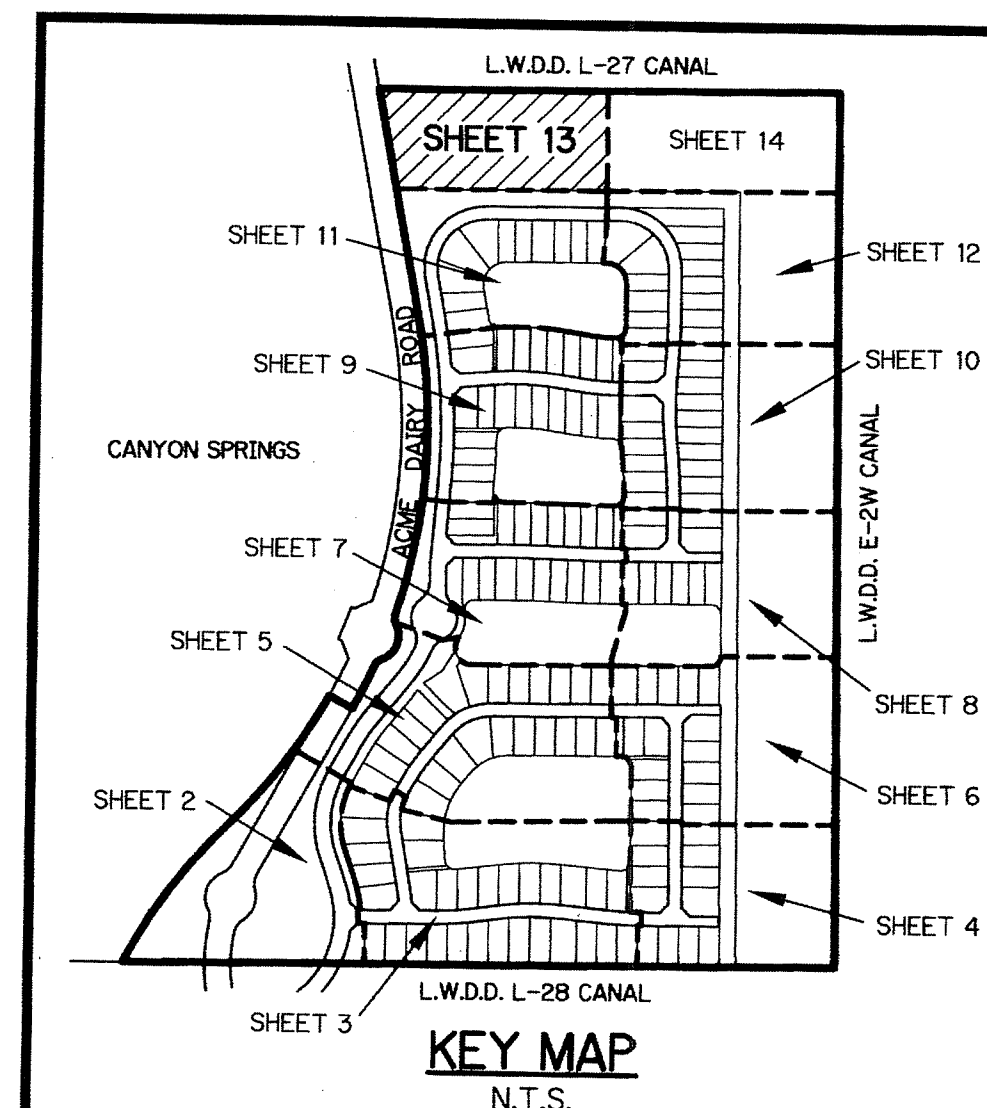 L.W.D.D. L-27 CANAL
SHEET 13
SHEET 14
SHEET 11
SHEET 12
ACME DAIRY ROAD
SHEET 9
SHEET 10
CANYON SPRINGS
L.W.D.D. E-2W CANAL
SHEET 7
SHEET 5
SHEET 8
SHEET 2
SHEET 6
SHEET 4
L.W.D.D. L-28 CANAL
SHEET 3
KEY MAP
N.T.S.